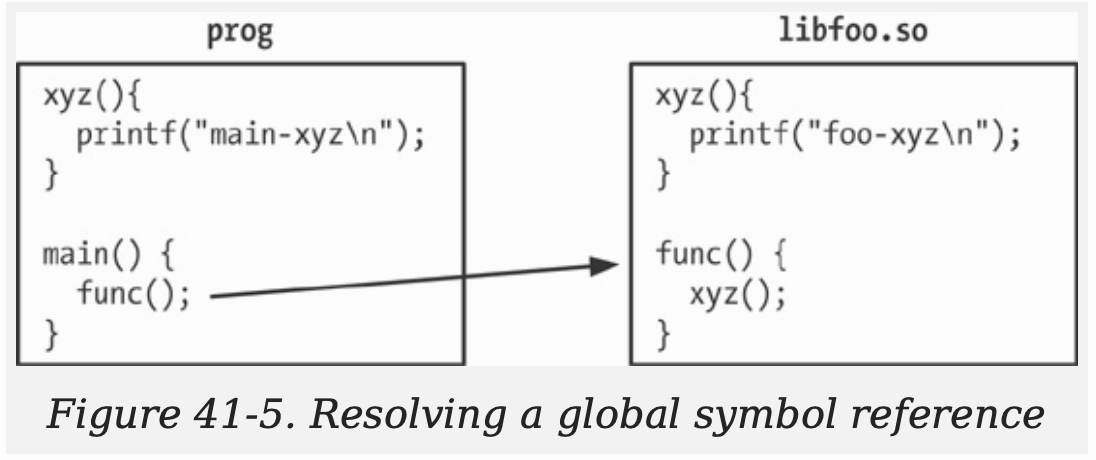 prog
xyz(){
printf("main-xyz\n");
}
main() {
func();
}
libfoo.so
xyz(){
printf("foo-xyz\n");
}
func() {
xyz();
}
Figure 41-5. Resolving a global symbol reference